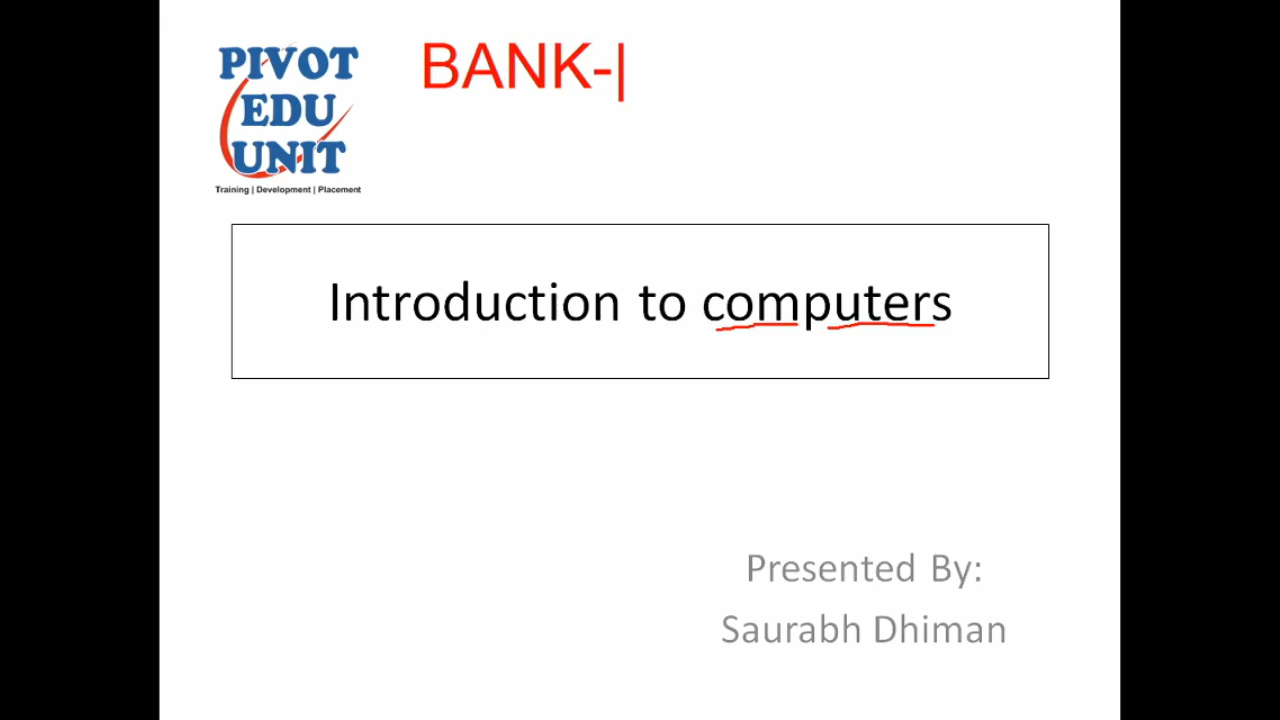 PIVOT
EDU
UNIT
Training | Development | Placement
BANK-|
Introduction to computers
Presented By:
Saurabh Dhiman